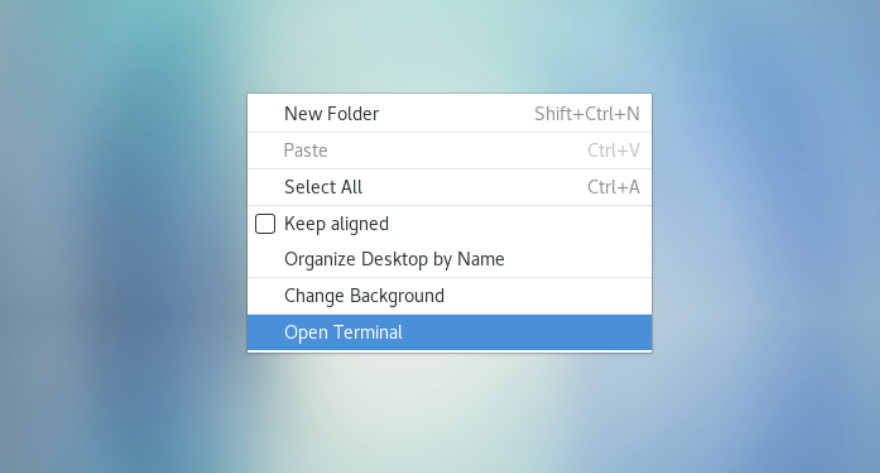 New Folder Shift+Ctrl+N
Paste Ctrl+V
Select All Ctrl+A
Keep aligned
Organize Desktop by Name
Change Background
Open Terminal